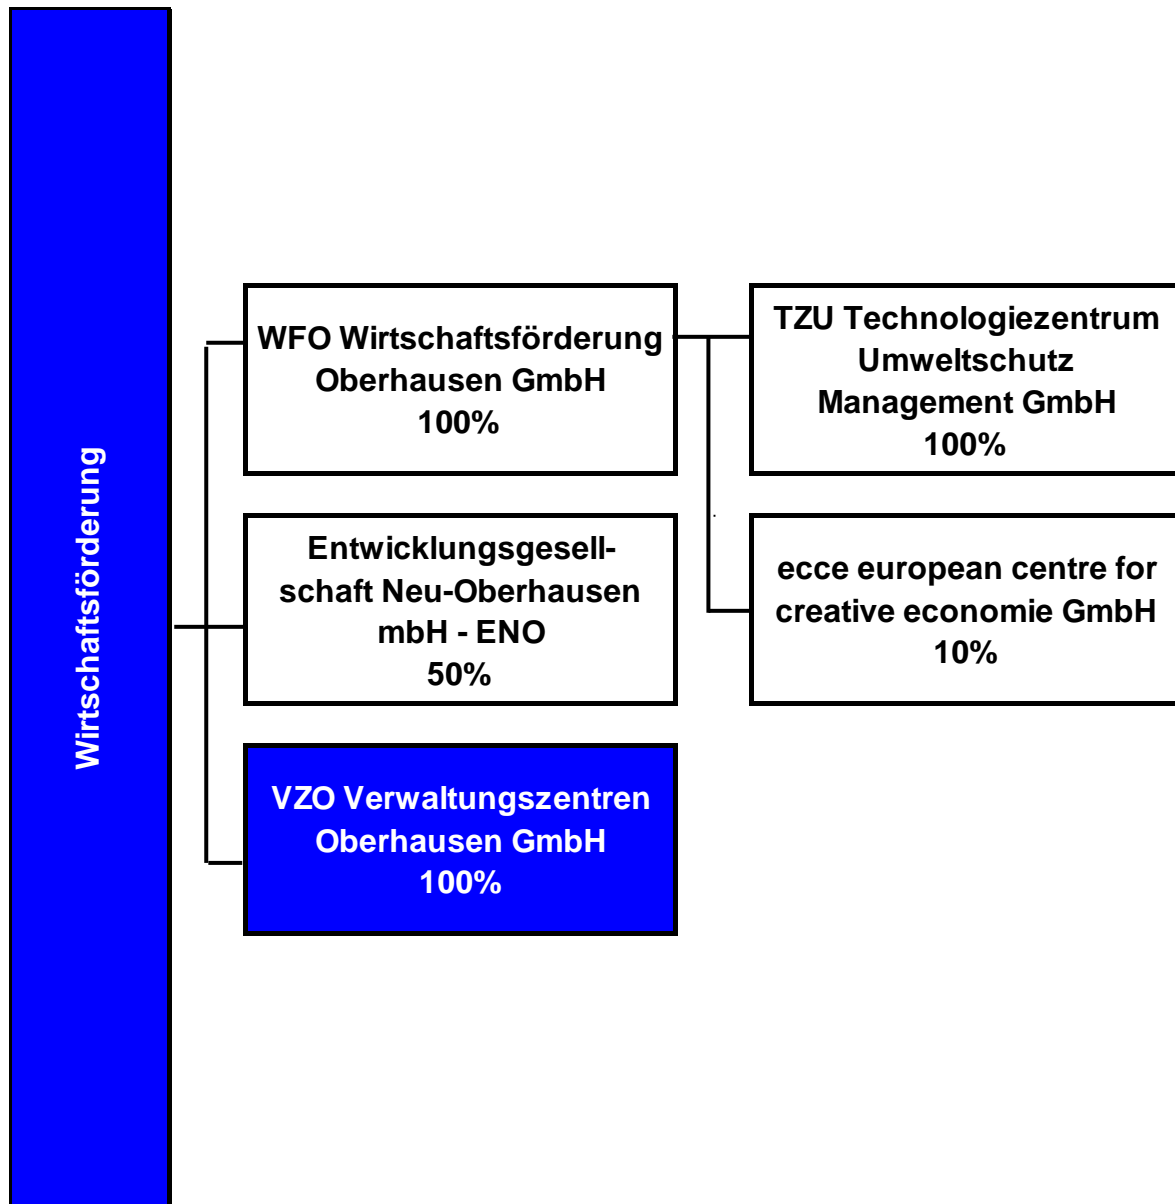 Wirtschaftsförderung
WFO Wirtschaftsförderung
Oberhausen GmbH
100%
TZU Technologiezentrum
Umweltschutz
Management GmbH
100%
Entwicklungsgesell-
schaft Neu-Oberhausen
mbH - ENO
50%
ecce european centre for
creative economie GmbH
10%
VZO Verwaltungszentren
Oberhausen GmbH
100%